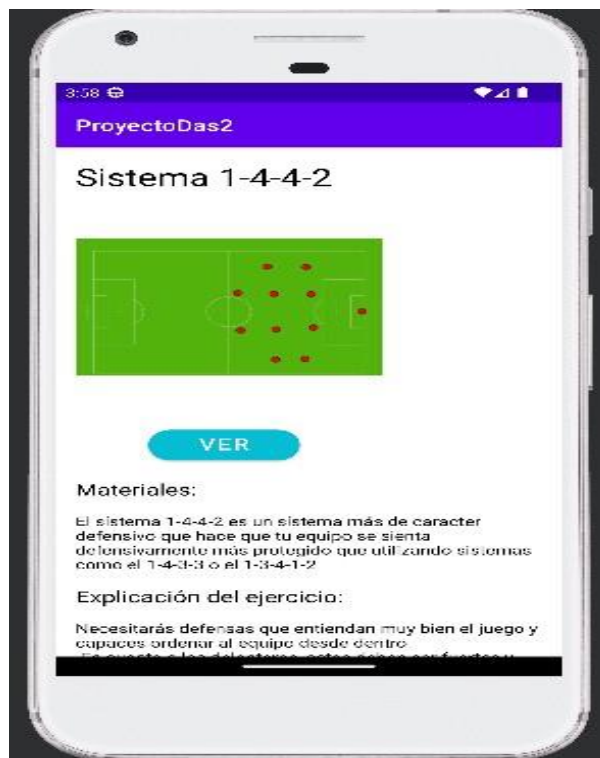 3:58
ProyectoDas2
Sistema 1-4-4-2
VER
Materiales:
El sistema 1-4-4-2 es un sistema más de caracter
defensivo que hace que tu equipo se sienta
defensivamente más protegido que utilizando sistemas
como el 1-4-3-3 o el 1-3-4-1-2
Explicación del ejercicio:
Necesitarás defensas que entiendan muy bien el juego y
capaces ordenar al equipo desde dentro